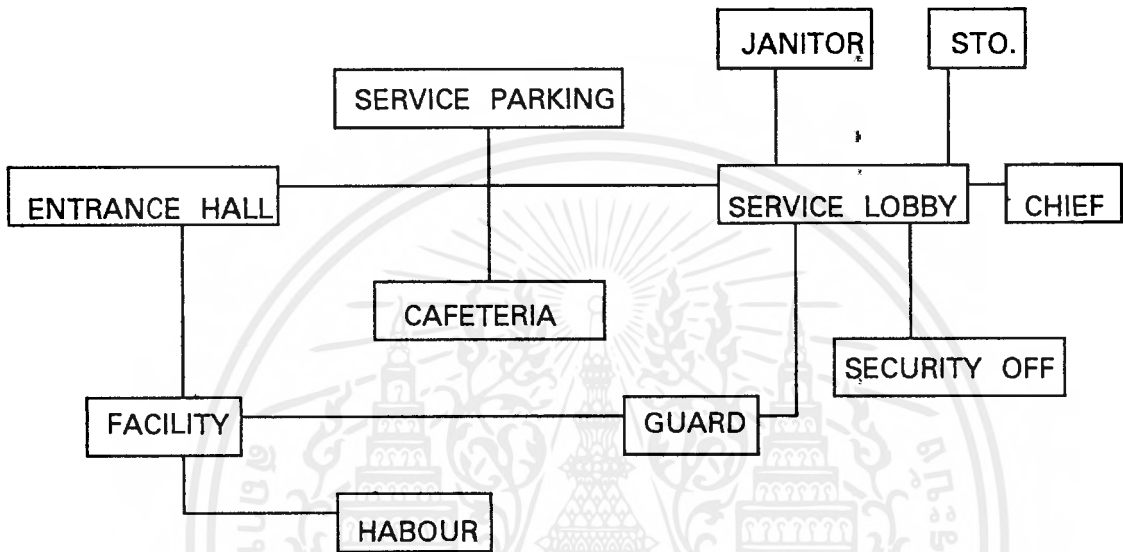 JANITOR
STO.
SERVICE PARKING
ENTRANCE HALL
SERVICE LOBBY
CHIEF
CAFETERIA
SECURITY OFF
FACILITY
GUARD
HABOUR